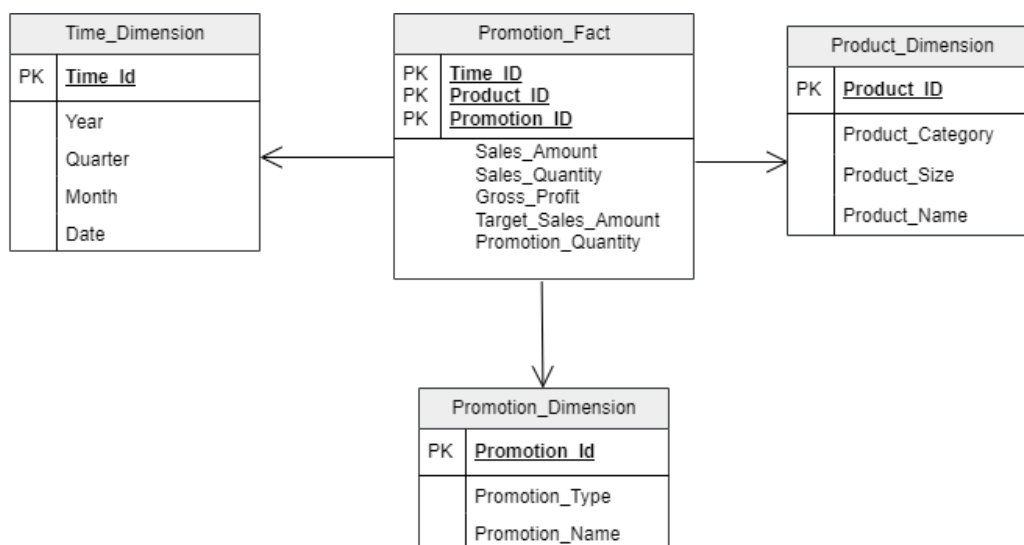 Time_Dimension
PK Time_Id
Year
Quarter
Month
Date
Promotion_Fact
PK Time_ID
PK Product_ID
PK Promotion_ID
Sales_Amount
Sales_Quantity
Gross_Profit
Target_Sales_Amount
Promotion_Quantity
Product_Dimension
PK Product_ID
Product_Category
Product_Size
Product_Name
Promotion_Dimension
PK Promotion_Id
Promotion_Type
Promotion_Name